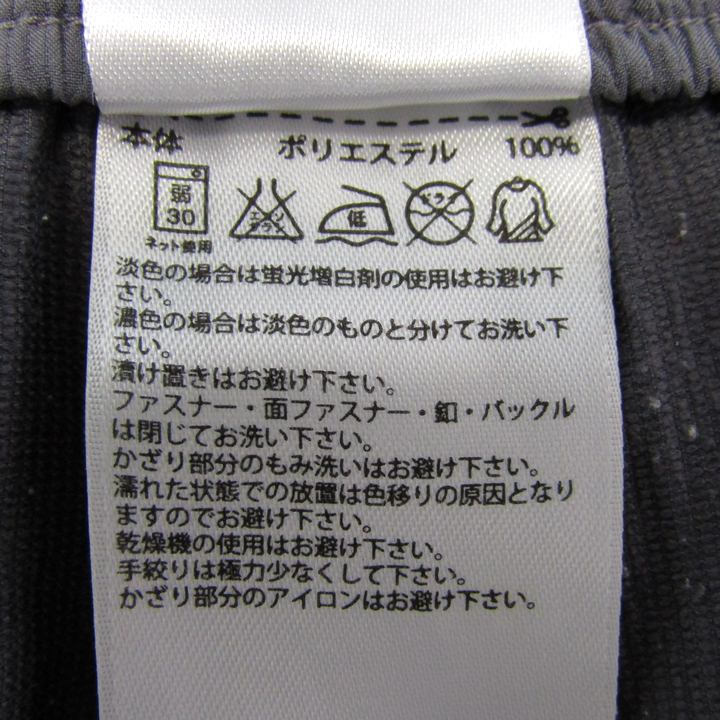 本体 ポリエステル 100%
弱 エンソ サラシ 低 ドライ
30
ネット使用
淡色の場合は蛍光増白剤の使用はお避け下
さい。
濃色の場合は淡色のものと分けてお洗い下
さい。
漬け置きはお避け下さい。
ファスナー・面ファスナー・釦・バックル
は閉じてお洗い下さい。
かざり部分のもみ洗いはお避け下さい。
濡れた状態での放置は色移りの原因となり
ますのでお避け下さい。
乾燥機の使用はお避け下さい。
手絞りは極力少なくして下さい。
かざり部分のアイロンはお避け下さい。